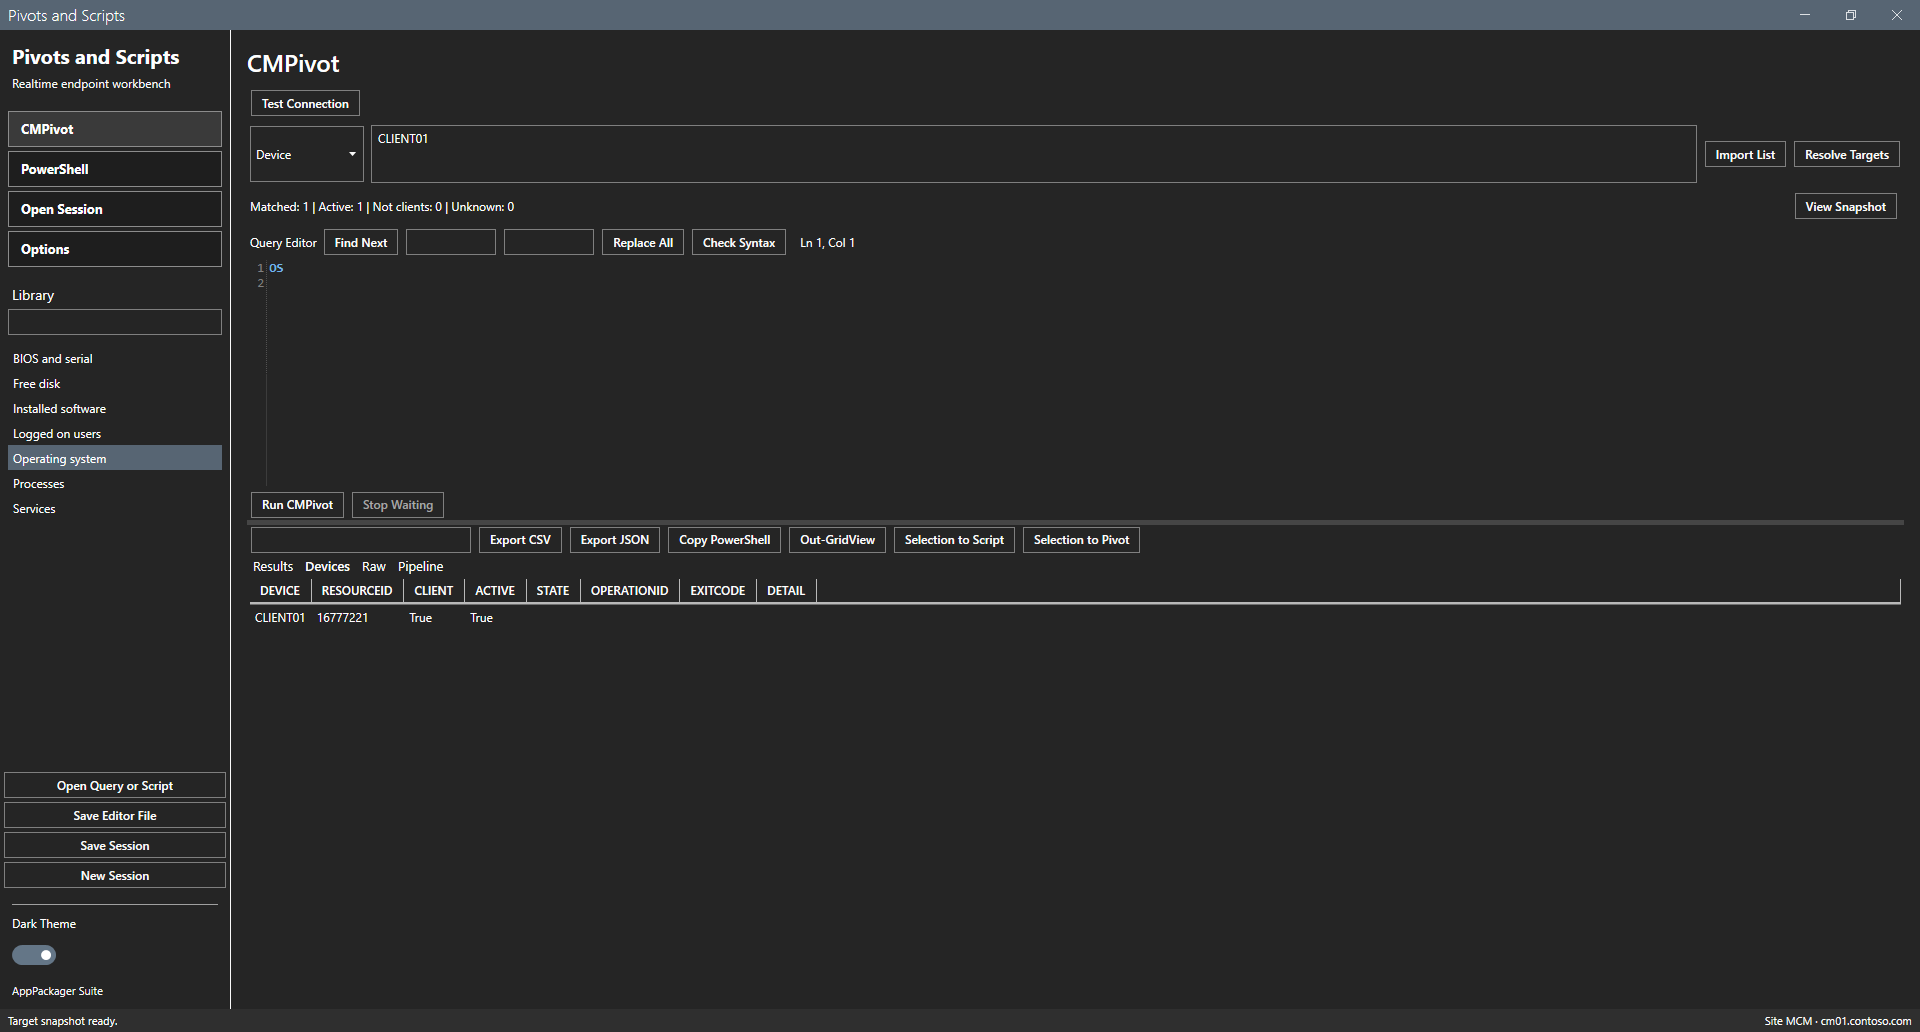 Pivots and Scripts
Pivots and Scripts
Realtime endpoint workbench
CMPivot
PowerShell
Open Session
Options
Library
BIOS and serial
Free disk
Installed software
Logged on users
Operating system
Processes
Services
Open Query or Script
Save Editor File
Save Session
New Session
Dark Theme
AppPackager Suite
CMPivot
Test Connection
Device
CLIENT01
Import List
Resolve Targets
Matched: 1 | Active: 1 | Not clients: 0 | Unknown: 0
View Snapshot
Query Editor
Find Next
Replace All
Check Syntax
Ln 1, Col 1
1 OS
2
Run CMPivot
Stop Waiting
Export CSV
Export JSON
Copy PowerShell
Out-GridView
Selection to Script
Selection to Pivot
Results Devices Raw Pipeline
DEVICE RESOURCEID CLIENT ACTIVE STATE OPERATIONID EXITCODE DETAIL
CLIENT01 16777221 True True
Target snapshot ready.
Site MCM · cm01.contoso.com